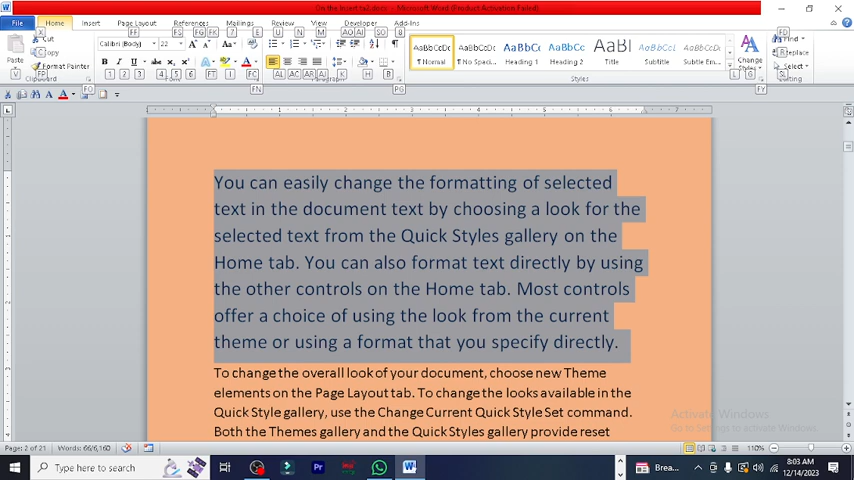 On the Insert ta2.docx - Microsoft Word (Product Activation Failed)
File Home Insert Page Layout References Mailings Review View Developer Add-Ins
Paste Cut Copy Format Painter Clipboard
Calibri (Body) 22 Font Paragraph
AaBbCcDc ¶ Normal
¶ No Spac...
AaBbCc Heading 1
AaBbCc Heading 2
AaBl Title
AaBbCcL Subtitle
Subtle Em...
Change Styles
Styles
Find Replace Select Editing
You can easily change the formatting of selected
text in the document text by choosing a look for the
selected text from the Quick Styles gallery on the
Home tab. You can also format text directly by using
the other controls on the Home tab. Most controls
offer a choice of using the look from the current
theme or using a format that you specify directly.
To change the overall look of your document, choose new Theme
elements on the Page Layout tab. To change the looks available in the
Quick Style gallery, use the Change Current Quick Style Set command.
Both the Themes gallery and the Quick Styles gallery provide reset
Activate Windows
Go to Settings to activate Windows.
Page: 2 of 21 Words: 66/6,160 110%
Type here to search
Brea...
8:03 AM
12/14/2023